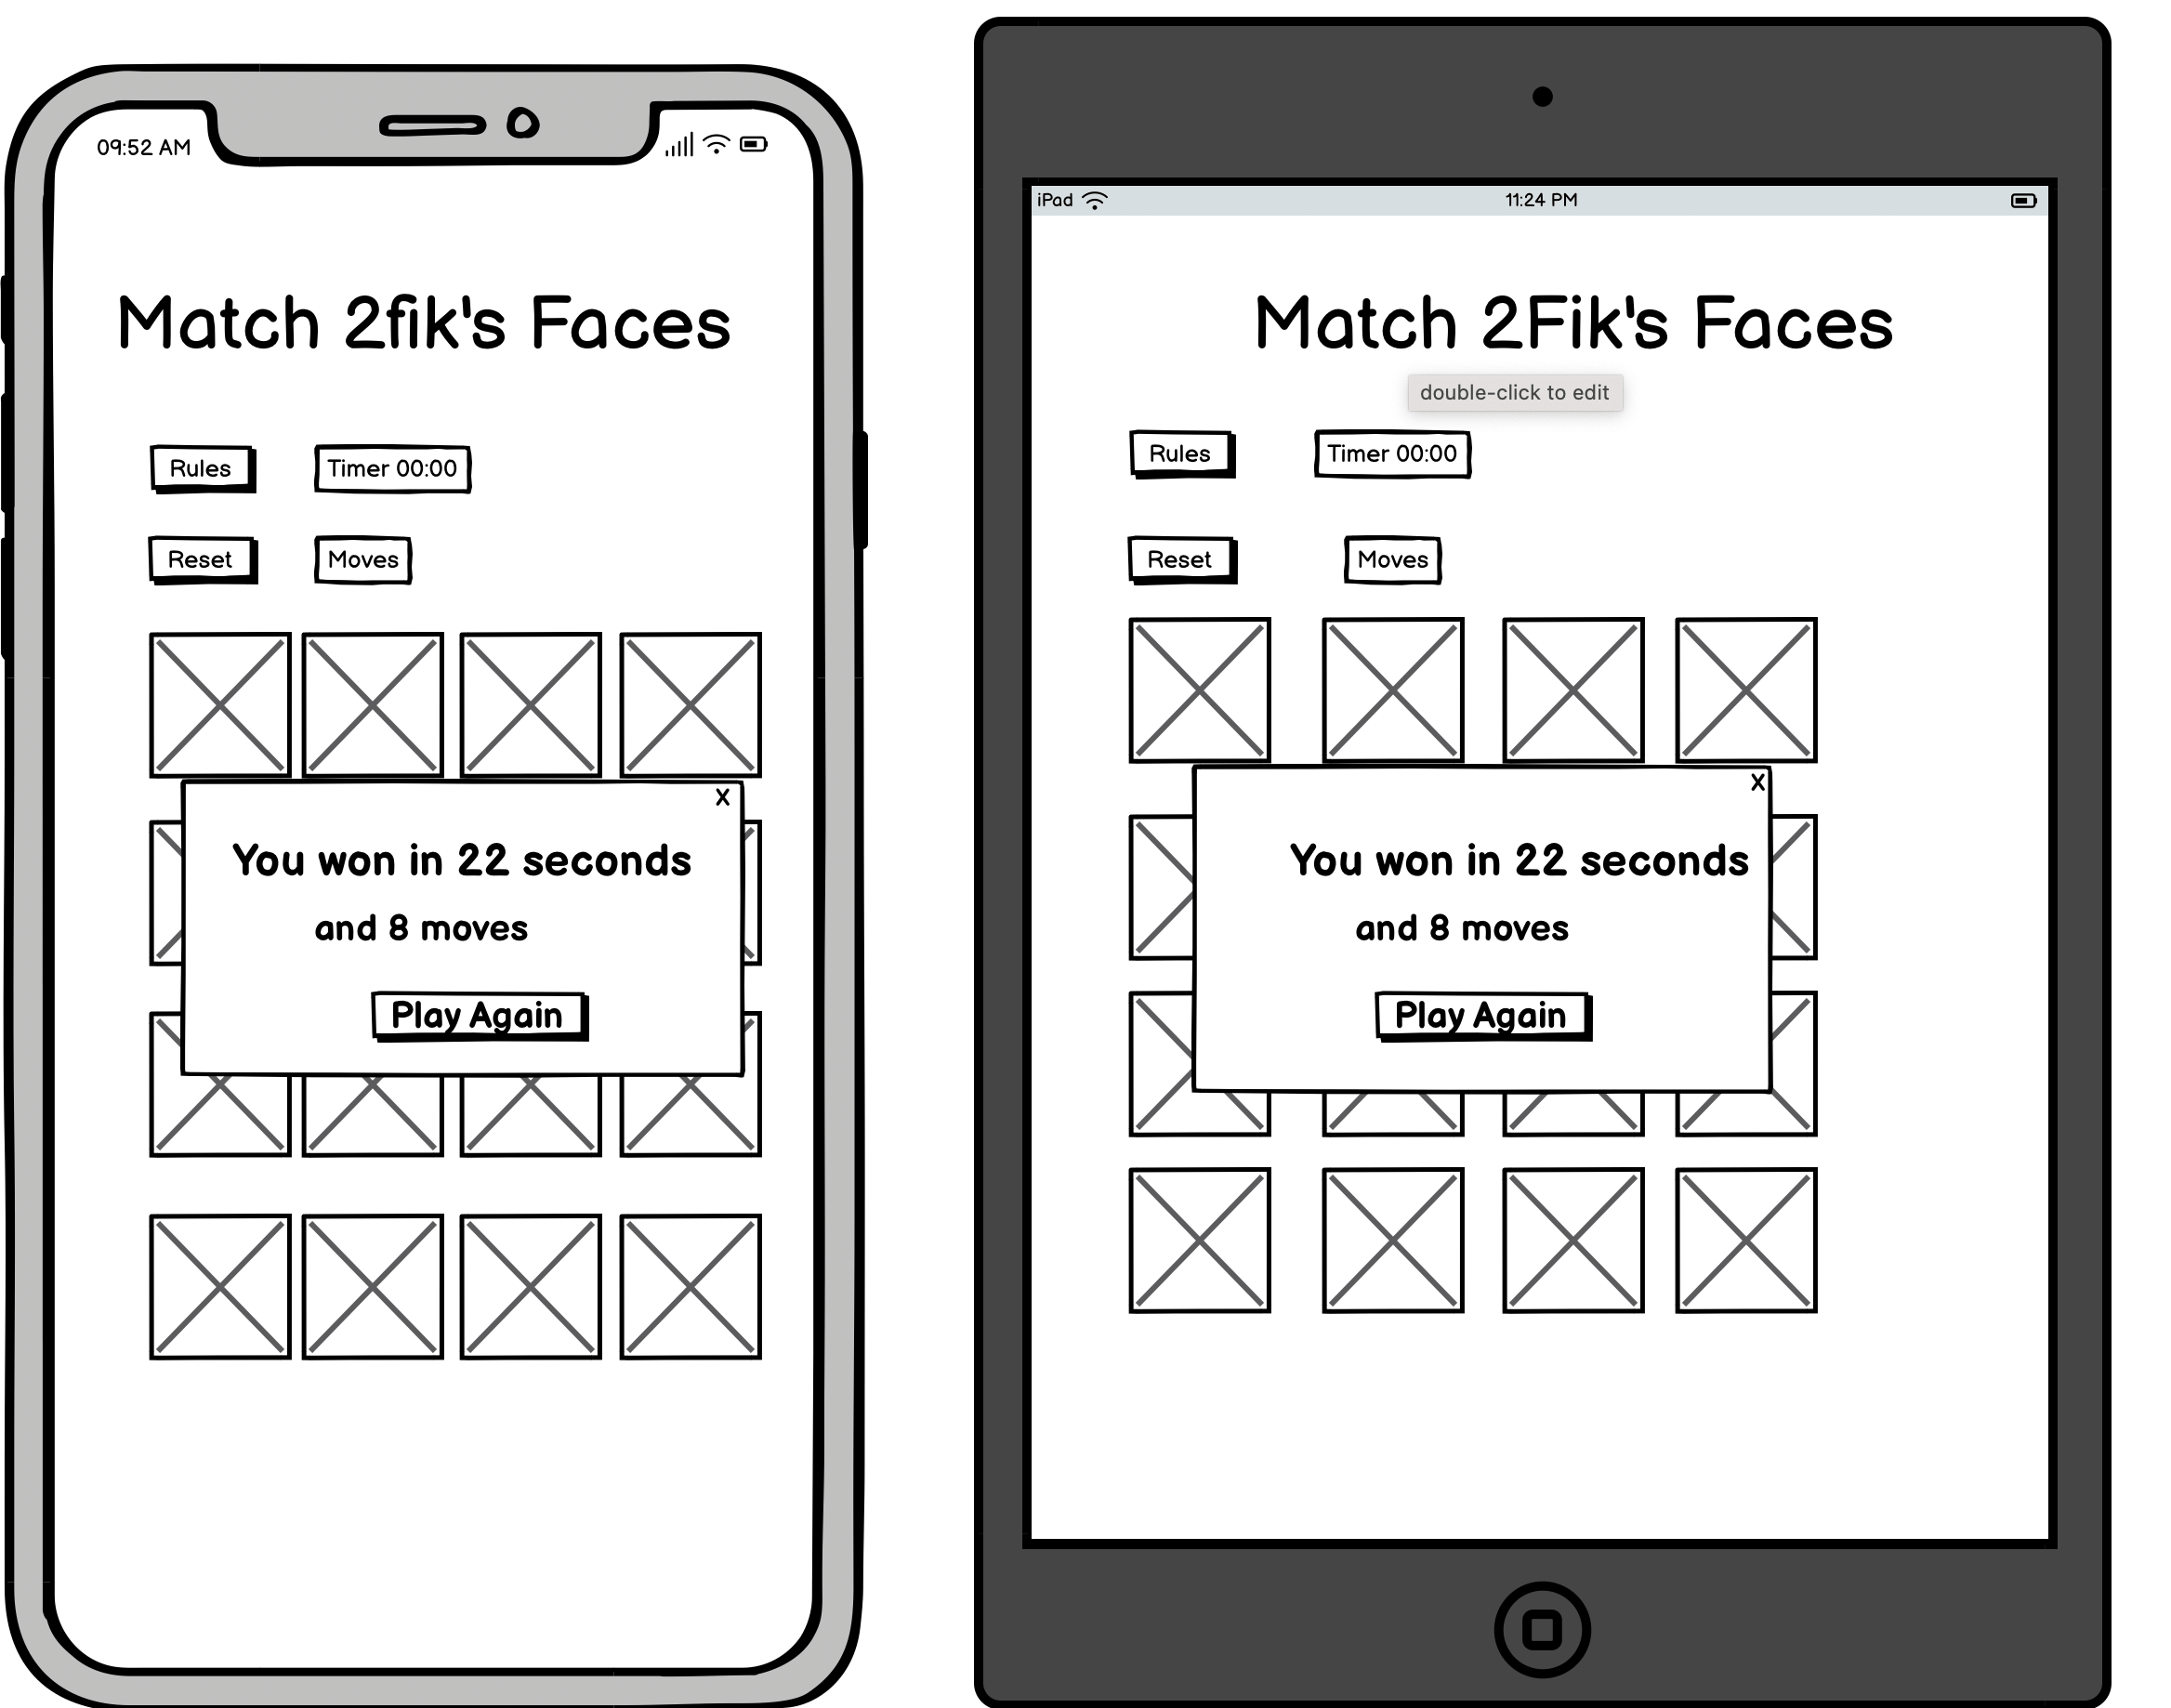 09:52 AM
Match 2fik's Faces
Rules
Timer 00:00
Reset
Moves
x
You won in 22 seconds
and 8 moves
Play Again
iPad
11:24 PM
Match 2Fik's Faces
double-click to edit
Rules
Timer 00:00
Reset
Moves
x
You won in 22 seconds
and 8 moves
Play Again